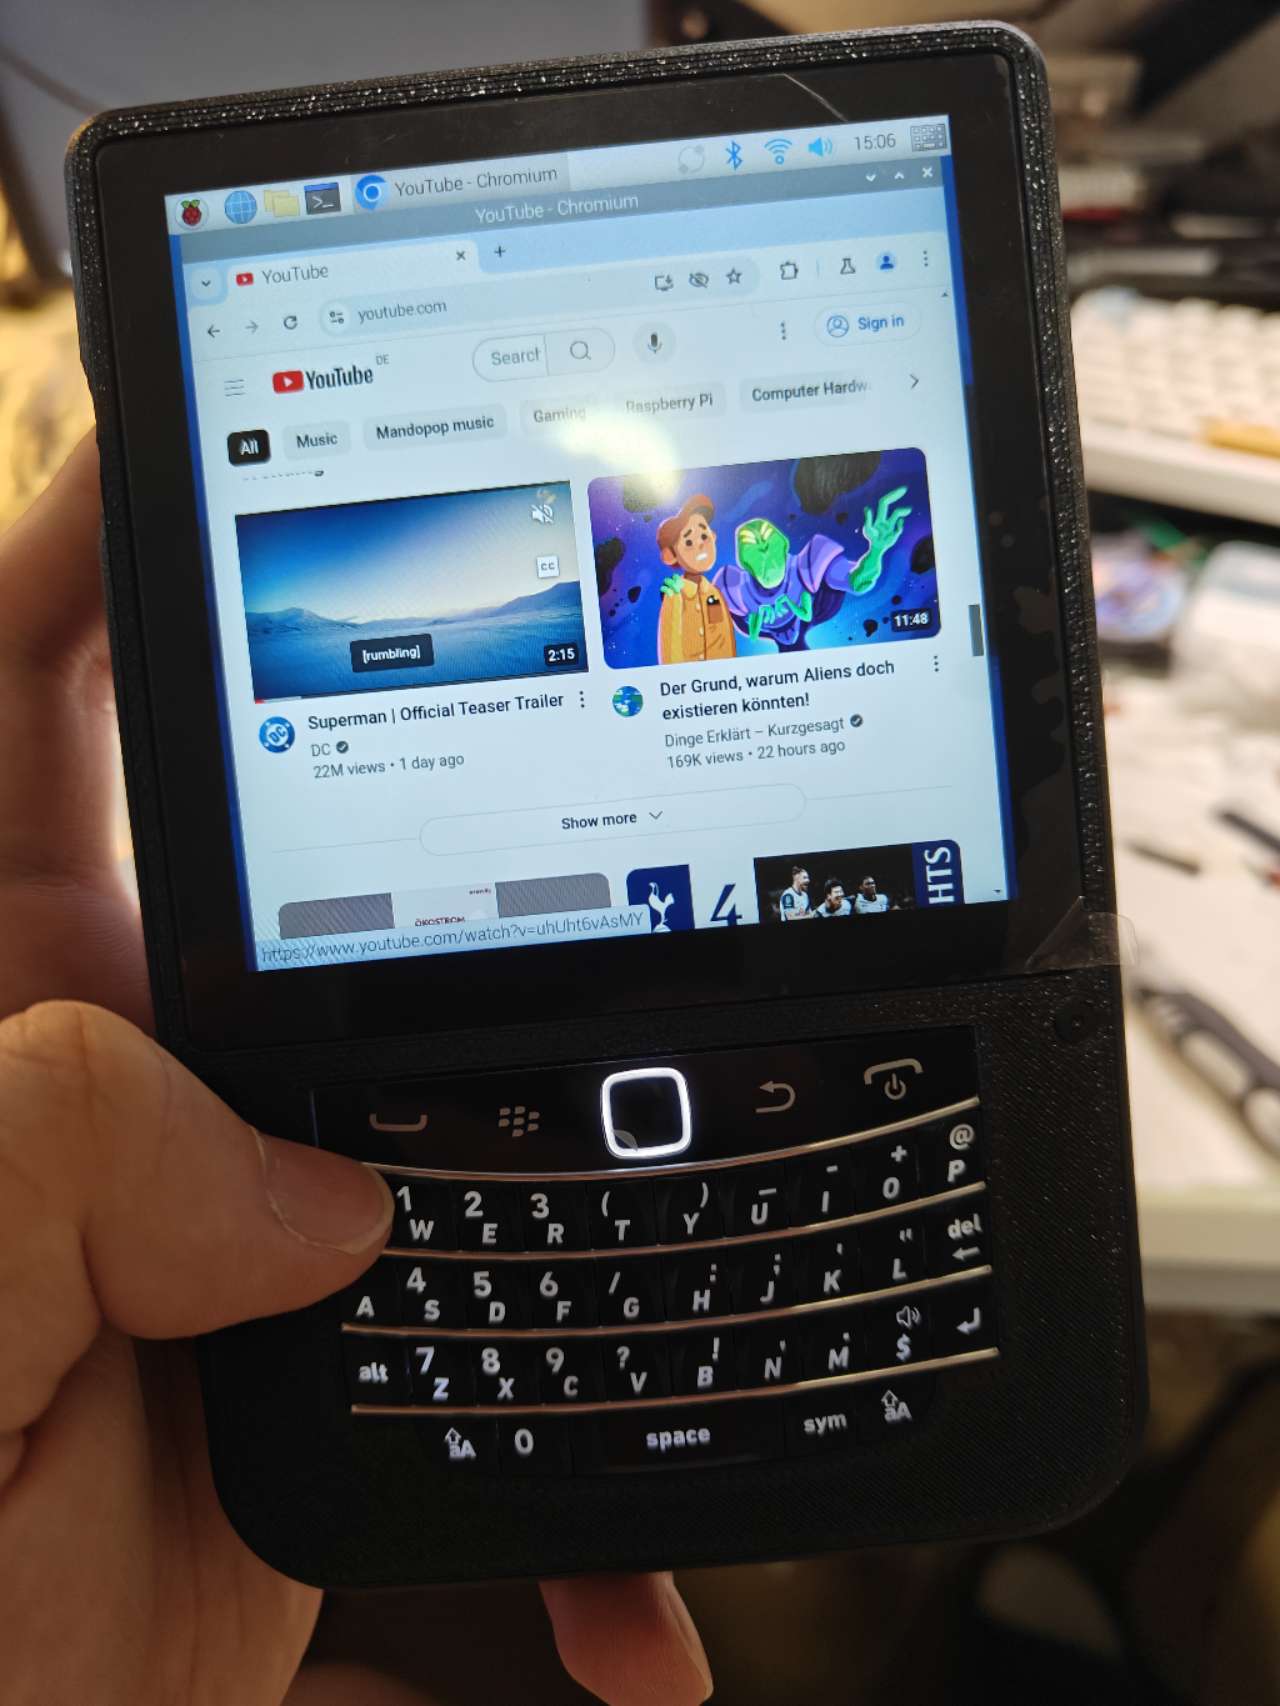 YouTube - Chromium
15:06
YouTube - Chromium
YouTube
youtube.com
YouTube DE
Search
Sign in
All
Music
Mandopop music
Gaming
Raspberry Pi
Computer Hardw
CC
[rumbling]
2:15
11:48
Superman | Official Teaser Trailer
DC
DC
22M views • 1 day ago
Der Grund, warum Aliens doch
existieren könnten!
Dinge Erklärt – Kurzgesagt
169K views • 22 hours ago
Show more
ÖKOSTROM
4
HTS
https://www.youtube.com/watch?v=uhUht6vAsMY
1 W 2 E 3 R ( T ) Y _ U - I + O @ P
A 4 S 5 D 6 F / G : H ; J ' K " L del
alt 7 Z 8 X 9 C ? V ! B , N . M $
aA 0 space sym aA